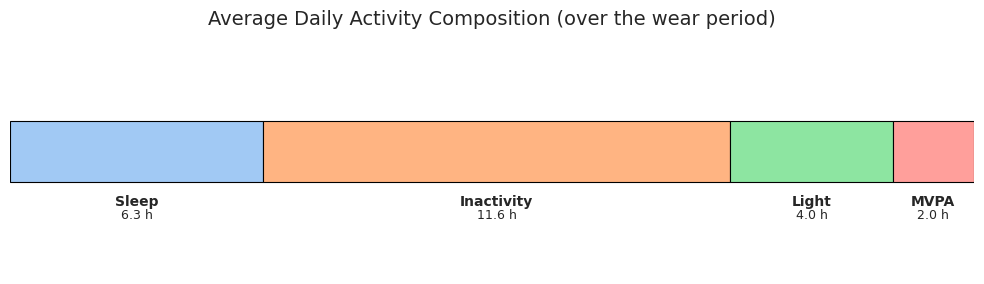 Average Daily Activity Composition (over the wear period)
Sleep
6.3 h
Inactivity
11.6 h
Light
4.0 h
MVPA
2.0 h